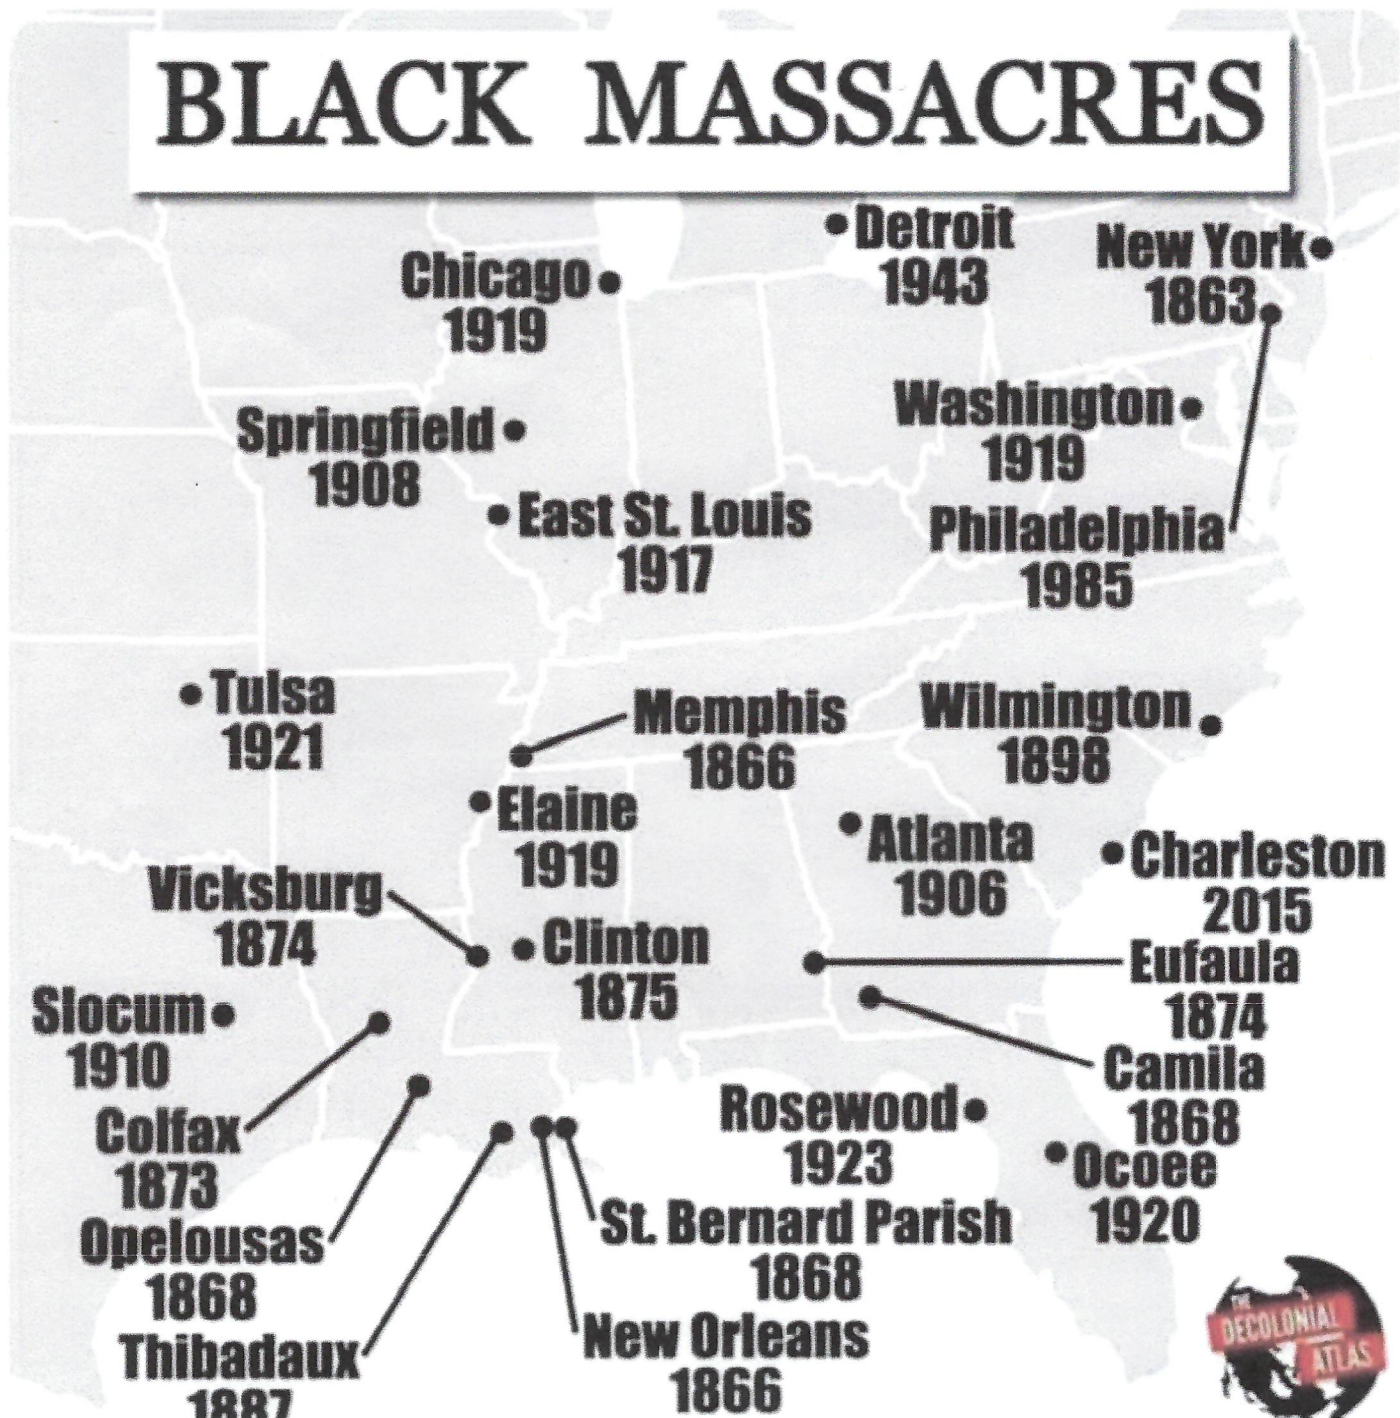 BLACK MASSACRES
Detroit
1943
New York
1863
Chicago
1919
Washington
1919
Springfield
1908
East St. Louis
1917
Philadelphia
1985
Tulsa
1921
Memphis
1866
Wilmington
1898
Elaine
1919
Atlanta
1906
Charleston
2015
Vicksburg
1874
Clinton
1875
Eufaula
1874
Slocum
1910
Camila
1868
Colfax
1873
Rosewood
1923
Ocoee
1920
Opelousas
1868
St. Bernard Parish
1868
Thibadaux
1887
New Orleans
1866
THE
DECOLONIAL
ATLAS